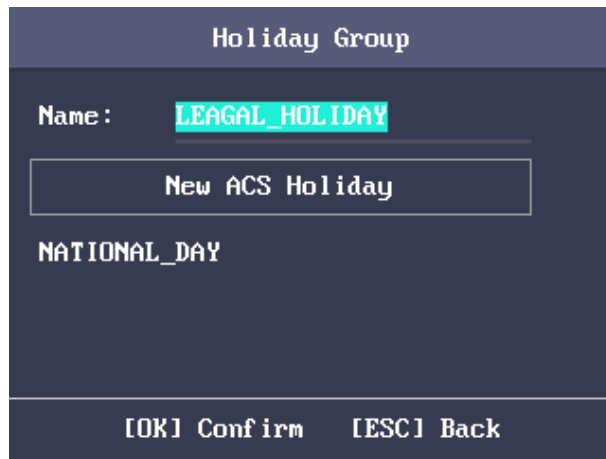 Holiday Group
Name: LEAGAL_HOLIDAY
New ACS Holiday
NATIONAL_DAY
[OK] Confirm [ESC] Back